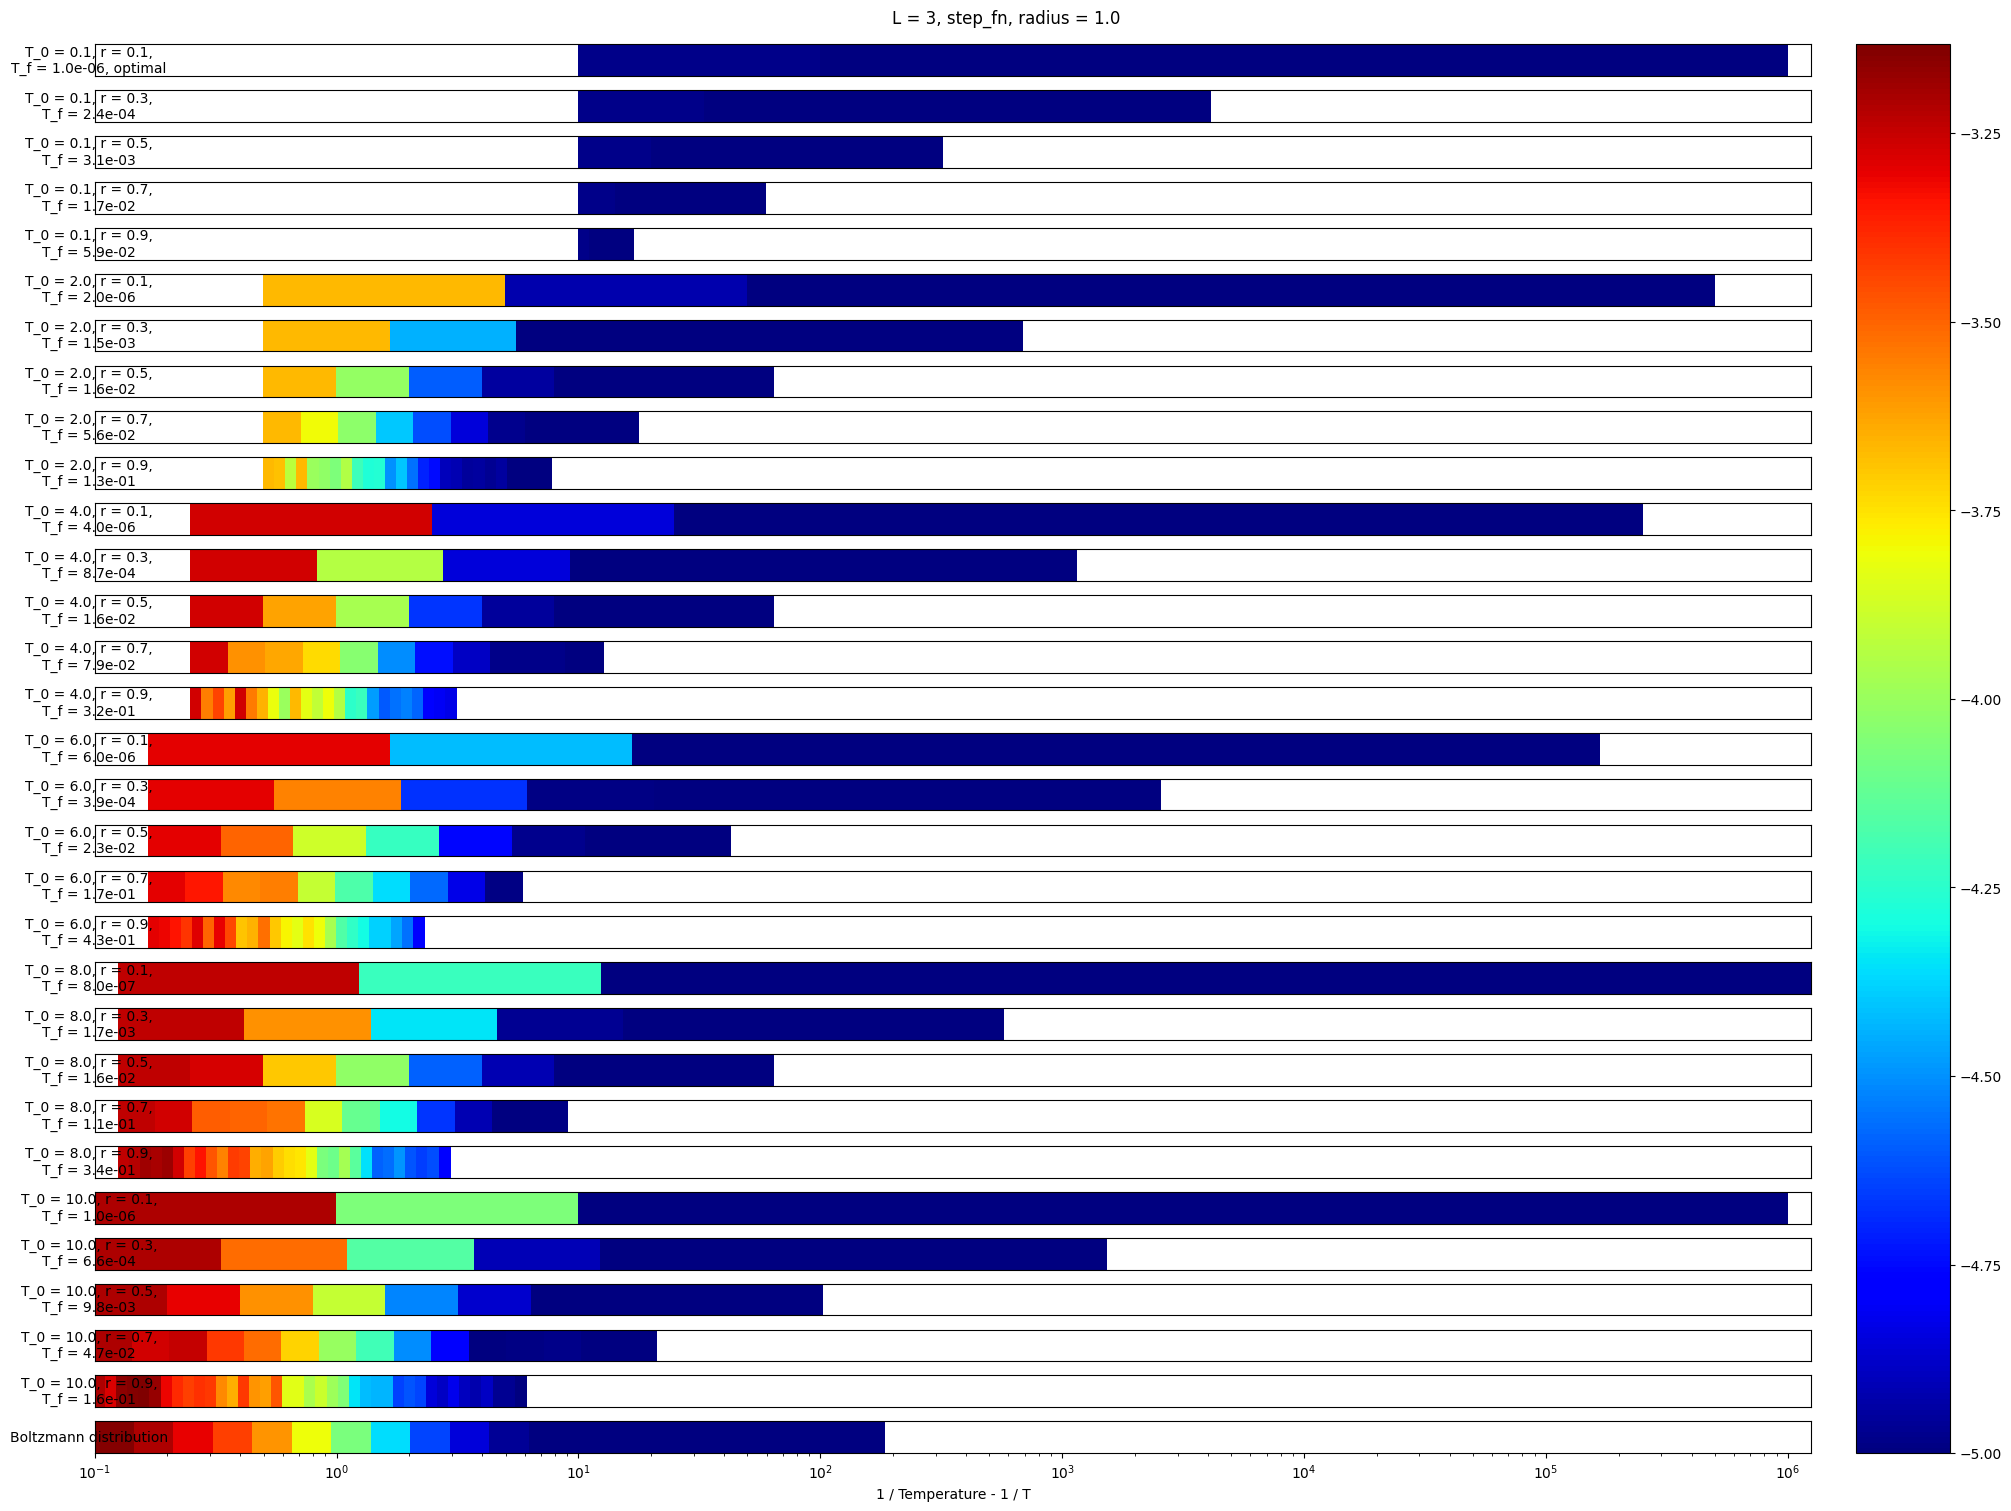 L = 3, step_fn, radius = 1.0
T_0 = 0.1, r = 0.1,
T_f = 1.0e-06, optimal
T_0 = 0.1, r = 0.3,
T_f = 2.4e-04
T_0 = 0.1, r = 0.5,
T_f = 3.1e-03
T_0 = 0.1, r = 0.7,
T_f = 1.7e-02
T_0 = 0.1, r = 0.9,
T_f = 5.9e-02
T_0 = 2.0, r = 0.1,
T_f = 2.0e-06
T_0 = 2.0, r = 0.3,
T_f = 1.5e-03
T_0 = 2.0, r = 0.5,
T_f = 1.6e-02
T_0 = 2.0, r = 0.7,
T_f = 5.6e-02
T_0 = 2.0, r = 0.9,
T_f = 1.3e-01
T_0 = 4.0, r = 0.1,
T_f = 4.0e-06
T_0 = 4.0, r = 0.3,
T_f = 8.7e-04
T_0 = 4.0, r = 0.5,
T_f = 1.6e-02
T_0 = 4.0, r = 0.7,
T_f = 7.9e-02
T_0 = 4.0, r = 0.9,
T_f = 3.2e-01
T_0 = 6.0, r = 0.1,
T_f = 6.0e-06
T_0 = 6.0, r = 0.3,
T_f = 3.9e-04
T_0 = 6.0, r = 0.5,
T_f = 2.3e-02
T_0 = 6.0, r = 0.7,
T_f = 1.7e-01
T_0 = 6.0, r = 0.9,
T_f = 4.3e-01
T_0 = 8.0, r = 0.1,
T_f = 8.0e-07
T_0 = 8.0, r = 0.3,
T_f = 1.7e-03
T_0 = 8.0, r = 0.5,
T_f = 1.6e-02
T_0 = 8.0, r = 0.7,
T_f = 1.1e-01
T_0 = 8.0, r = 0.9,
T_f = 3.4e-01
T_0 = 10.0, r = 0.1,
T_f = 1.0e-06
T_0 = 10.0, r = 0.3,
T_f = 6.6e-04
T_0 = 10.0, r = 0.5,
T_f = 9.8e-03
T_0 = 10.0, r = 0.7,
T_f = 4.7e-02
T_0 = 10.0, r = 0.9,
T_f = 1.6e-01
Boltzmann distribution
10⁻¹ 10⁰ 10¹ 10² 10³ 10⁴ 10⁵ 10⁶
1 / Temperature - 1 / T
−3.25
−3.50
−3.75
−4.00
−4.25
−4.50
−4.75
−5.00